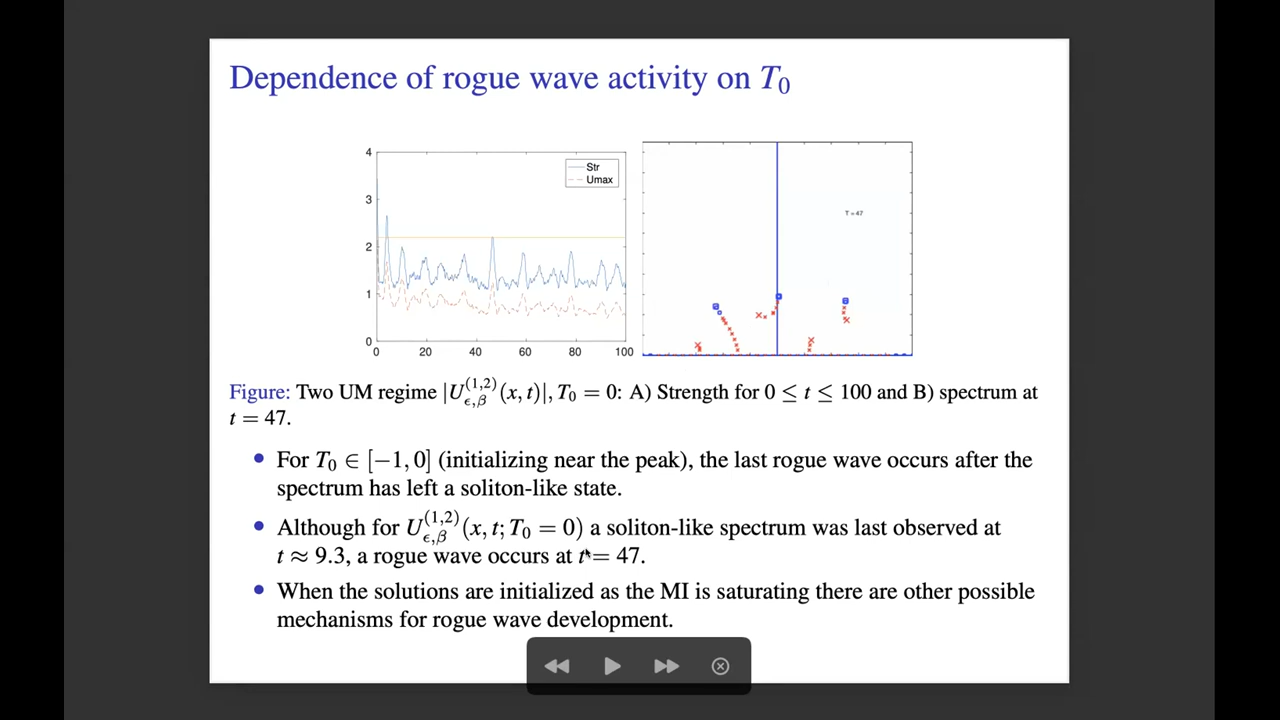 Dependence of rogue wave activity on T₀
4
3
2
1
0
0 20 40 60 80 100
Str
Umax
T = 47
Figure: Two UM regime |U_{ϵ,β}^{(1,2)}(x, t)|, T₀ = 0: A) Strength for 0 ≤ t ≤ 100 and B) spectrum at
t = 47.
• For T₀ ∈ [−1, 0] (initializing near the peak), the last rogue wave occurs after the
spectrum has left a soliton-like state.
• Although for U_{ϵ,β}^{(1,2)}(x, t; T₀ = 0) a soliton-like spectrum was last observed at
t ≈ 9.3, a rogue wave occurs at t = 47.
• When the solutions are initialized as the MI is saturating there are other possible
mechanisms for rogue wave development.